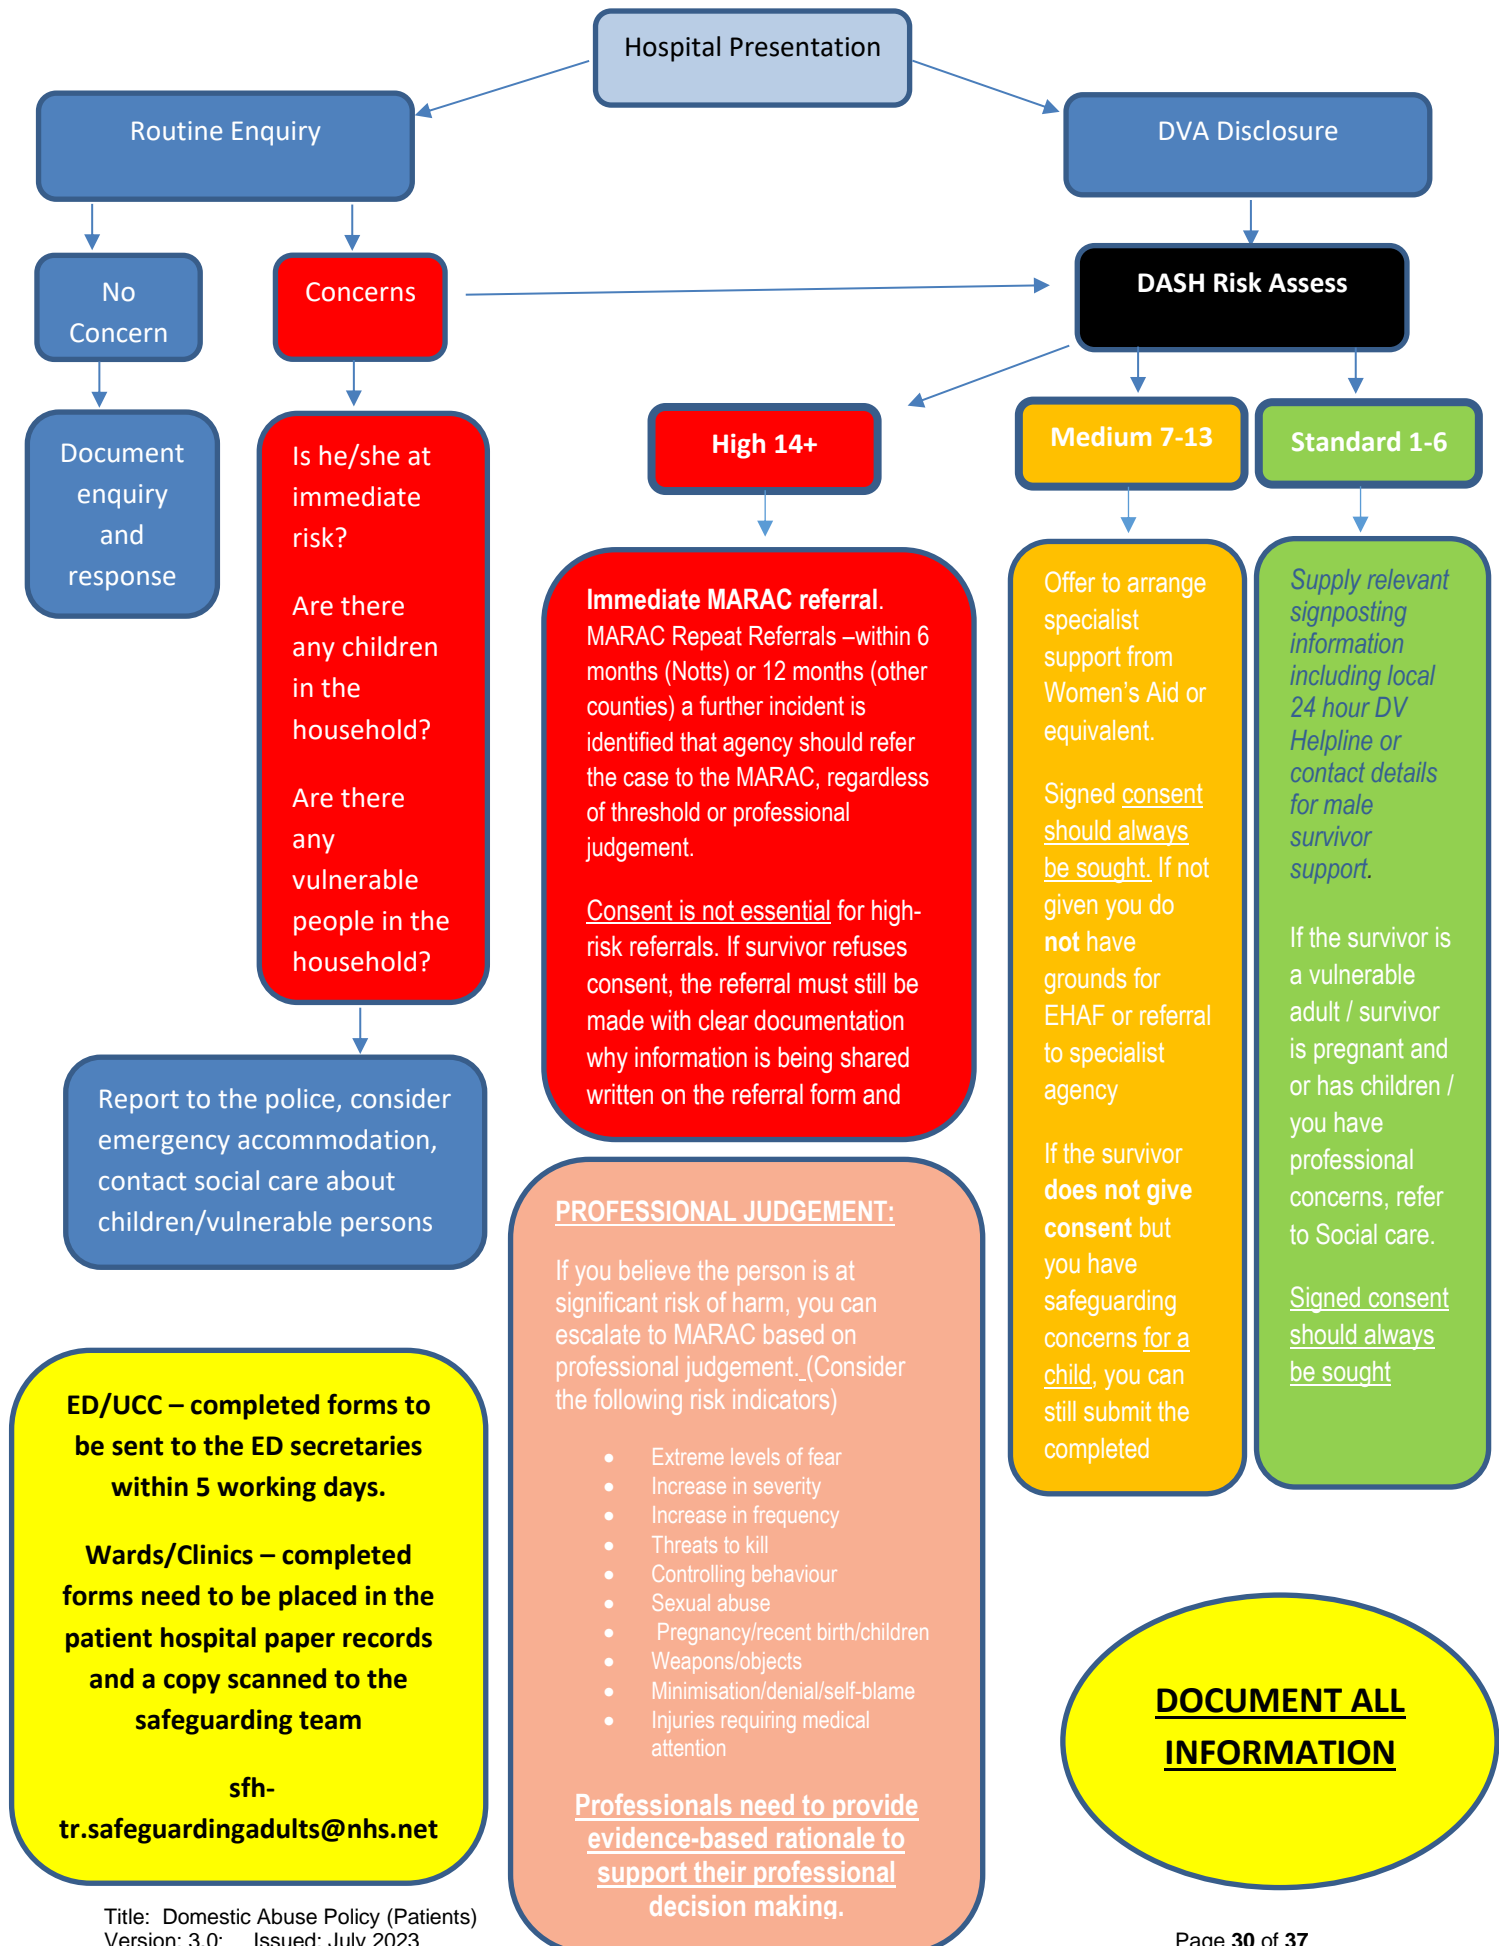 Hospital Presentation
Routine Enquiry
DVA Disclosure
No
Concern
Concerns
DASH Risk Assess
Document
enquiry
and
response
Is he/she at
immediate
risk?
Are there
any children
in the
household?
Are there
any
vulnerable
people in the
household?
High 14+
Medium 7-13
Standard 1-6
Immediate MARAC referral.
MARAC Repeat Referrals –within 6
months (Notts) or 12 months (other
counties) a further incident is
identified that agency should refer
the case to the MARAC, regardless
of threshold or professional
judgement.
Consent is not essential for high-
risk referrals. If survivor refuses
consent, the referral must still be
made with clear documentation
why information is being shared
written on the referral form and
Offer to arrange
specialist
support from
Women's Aid or
equivalent.
Signed consent
should always
be sought. If not
given you do
not have
grounds for
EHAF or referral
to specialist
agency
If the survivor
does not give
consent but
you have
safeguarding
concerns for a
child, you can
still submit the
completed
Supply relevant
signposting
information
including local
24 hour DV
Helpline or
contact details
for male
survivor
support.
If the survivor is
a vulnerable
adult / survivor
is pregnant and
or has children /
you have
professional
concerns, refer
to Social care.
Signed consent
should always
be sought
Report to the police, consider
emergency accommodation,
contact social care about
children/vulnerable persons
PROFESSIONAL JUDGEMENT:
If you believe the person is at
significant risk of harm, you can
escalate to MARAC based on
professional judgement. (Consider
the following risk indicators)
• Extreme levels of fear
• Increase in severity
• Increase in frequency
• Threats to kill
• Controlling behaviour
• Sexual abuse
• Pregnancy/recent birth/children
• Weapons/objects
• Minimisation/denial/self-blame
• Injuries requiring medical
attention
Professionals need to provide
evidence-based rationale to
support their professional
decision making.
ED/UCC – completed forms to
be sent to the ED secretaries
within 5 working days.
Wards/Clinics – completed
forms need to be placed in the
patient hospital paper records
and a copy scanned to the
safeguarding team
sfh-
tr.safeguardingadults@nhs.net
DOCUMENT ALL
INFORMATION
Title: Domestic Abuse Policy (Patients)
Version: 3.0; Issued: July 2023
Page 30 of 37